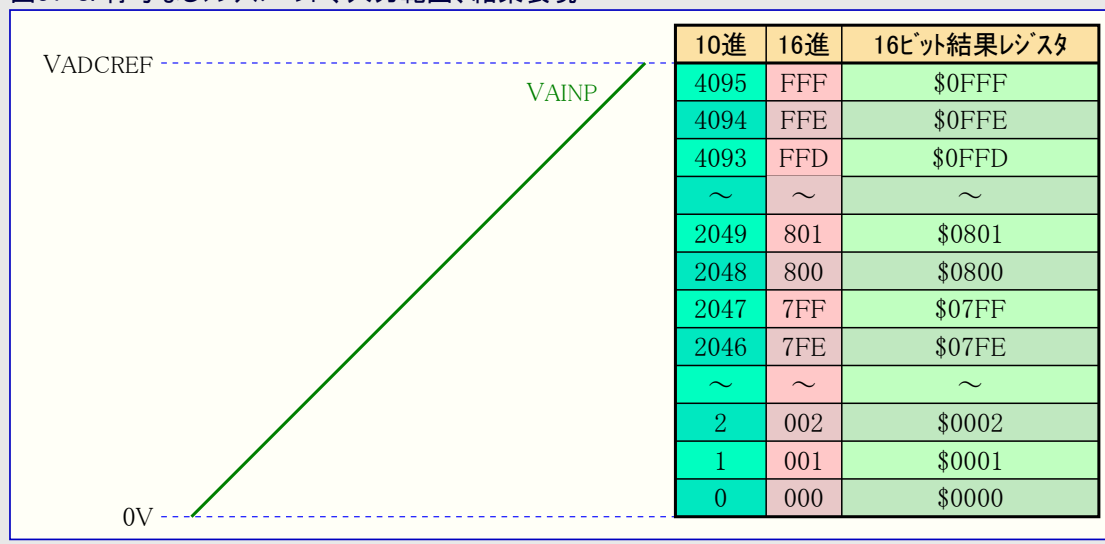 VADCREF
VAINP
0V
10進 16進 16ビット結果レジスタ
4095 FFF $0FFF
4094 FFE $0FFE
4093 FFD $0FFD
～ ～ ～
2049 801 $0801
2048 800 $0800
2047 7FF $07FF
2046 7FE $07FE
～ ～ ～
2 002 $0002
1 001 $0001
0 000 $0000